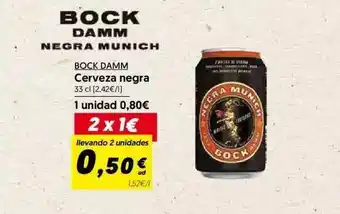 BOCK
DAMM
NEGRA MUNICH
BOCK DAMM
Cerveza negra
33 cl [2,42€/l]
1 unidad 0,80€
2 x 1€
llevando 2 unidades
0,50€
ud
1,52€/l
NEGRA MUNICH
BOCK